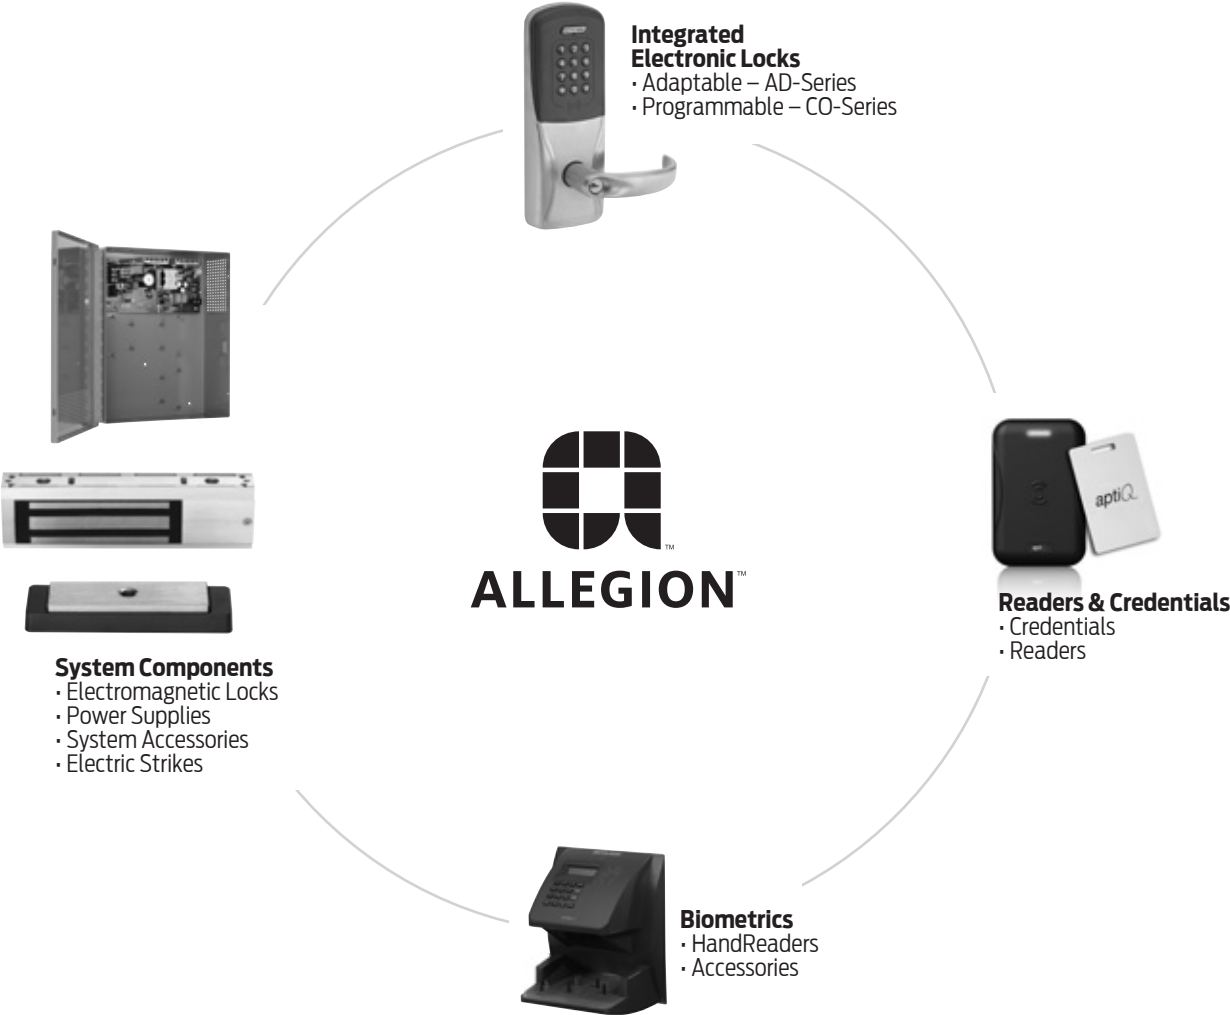 Integrated
Electronic Locks
· Adaptable – AD-Series
· Programmable – CO-Series
aptiQ
Readers & Credentials
· Credentials
· Readers
ALLEGION™
™
System Components
· Electromagnetic Locks
· Power Supplies
· System Accessories
· Electric Strikes
Biometrics
· HandReaders
· Accessories